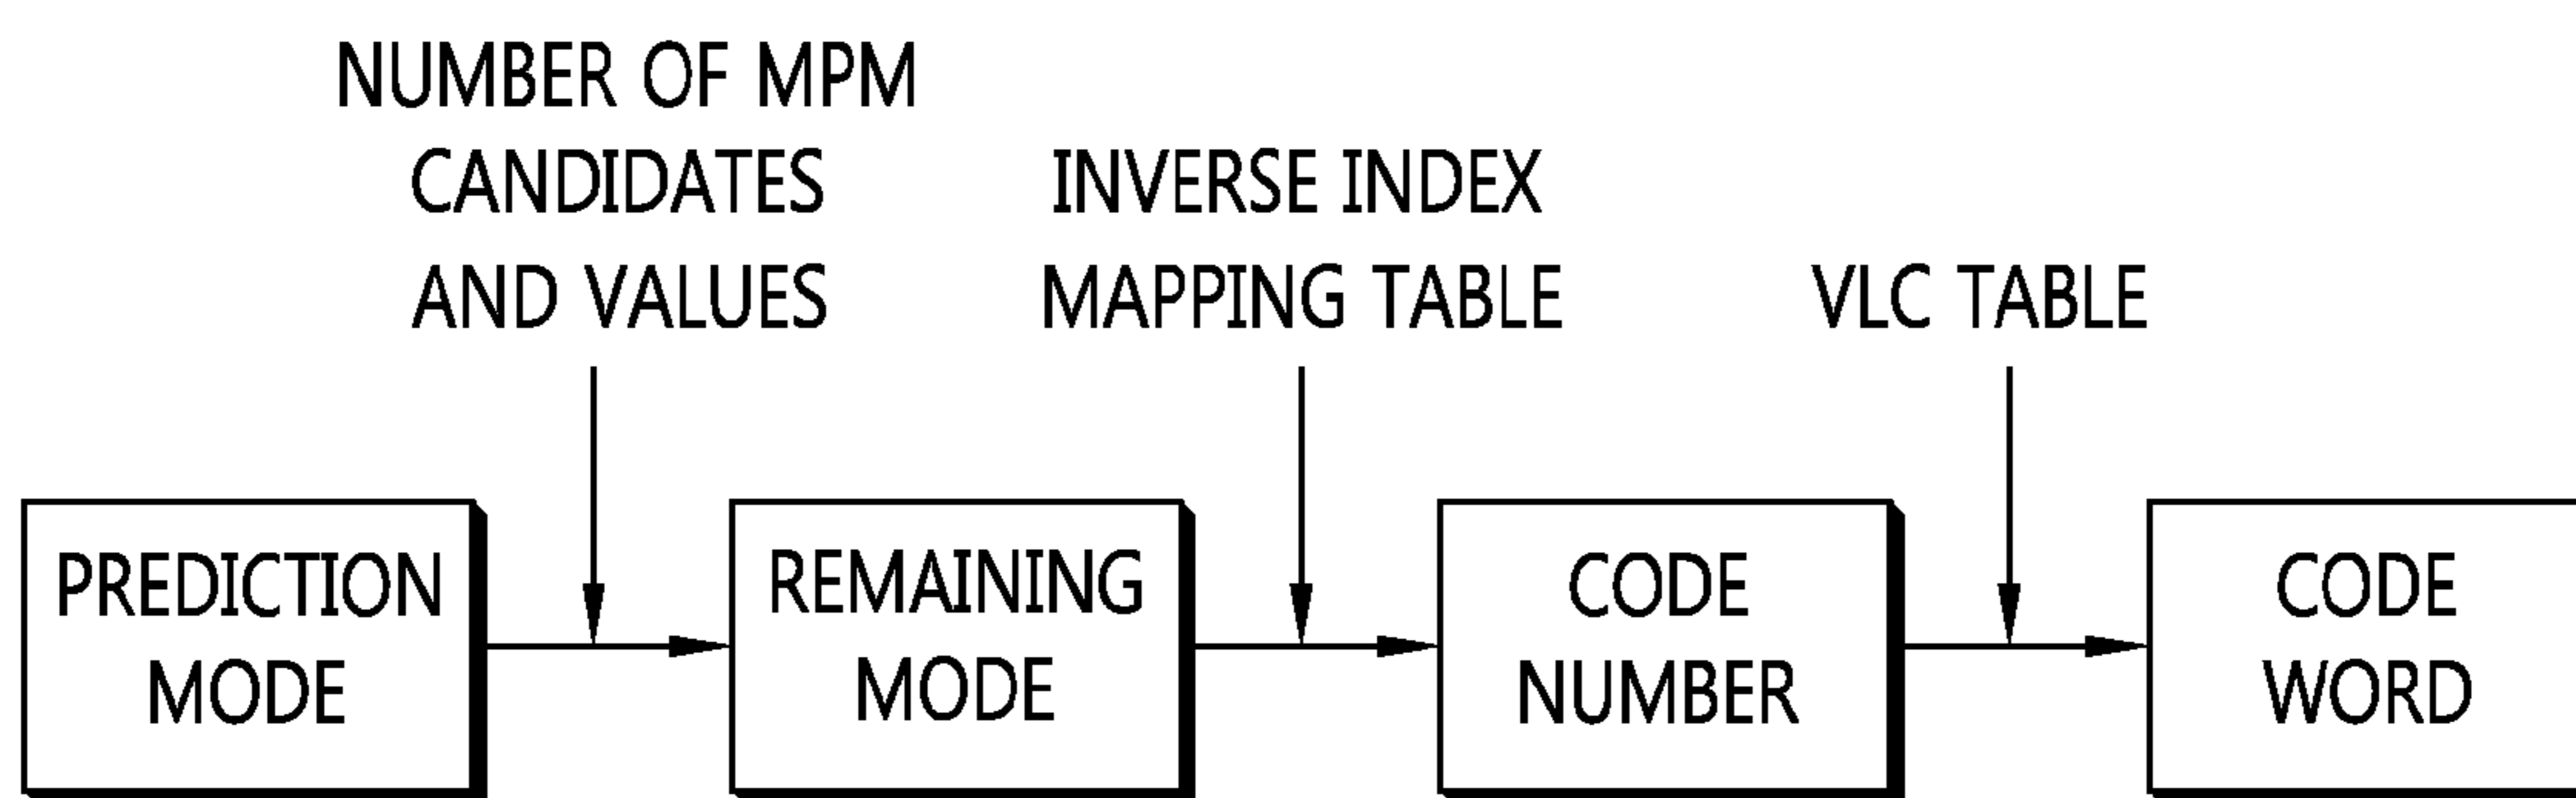 NUMBER OF MPM
CANDIDATES
AND VALUES
INVERSE INDEX
MAPPING TABLE
VLC TABLE
PREDICTION
MODE
REMAINING
MODE
CODE
NUMBER
CODE
WORD